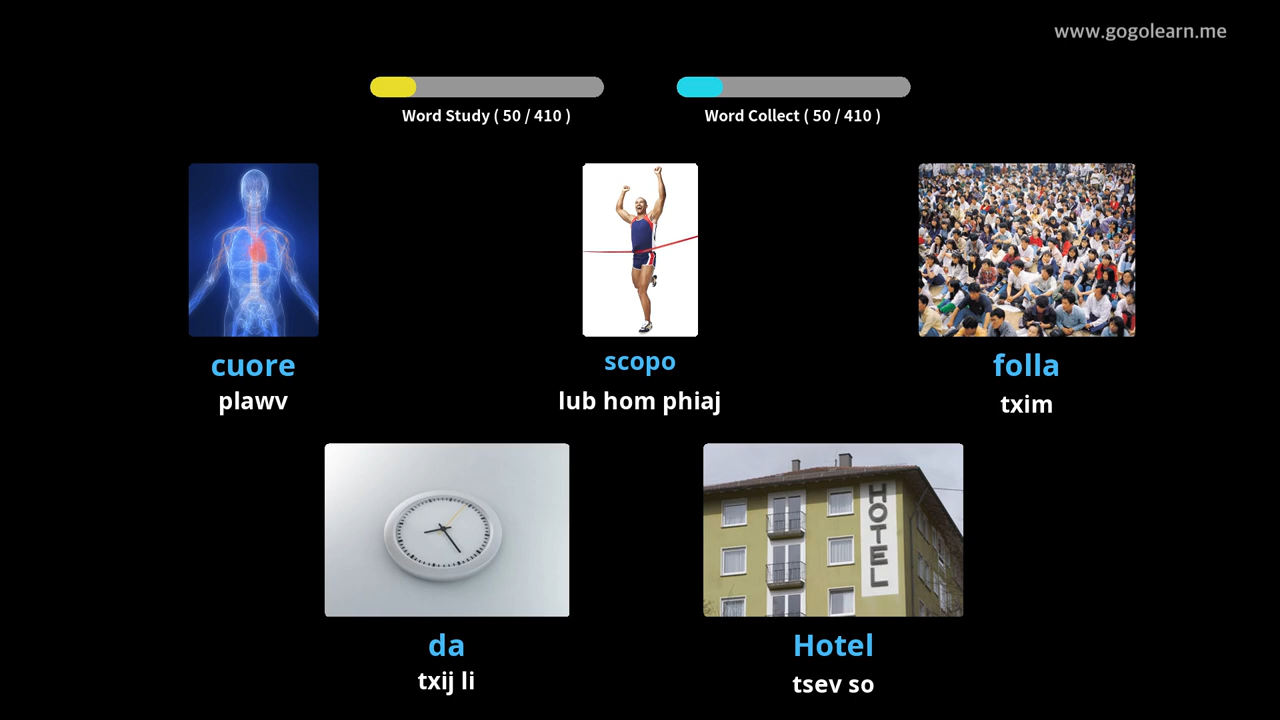 www.gogolearn.me
Word Study ( 50 / 410 )
Word Collect ( 50 / 410 )
cuore
plawv
scopo
lub hom phiaj
folla
txim
HOTEL
da
txij li
Hotel
tsev so